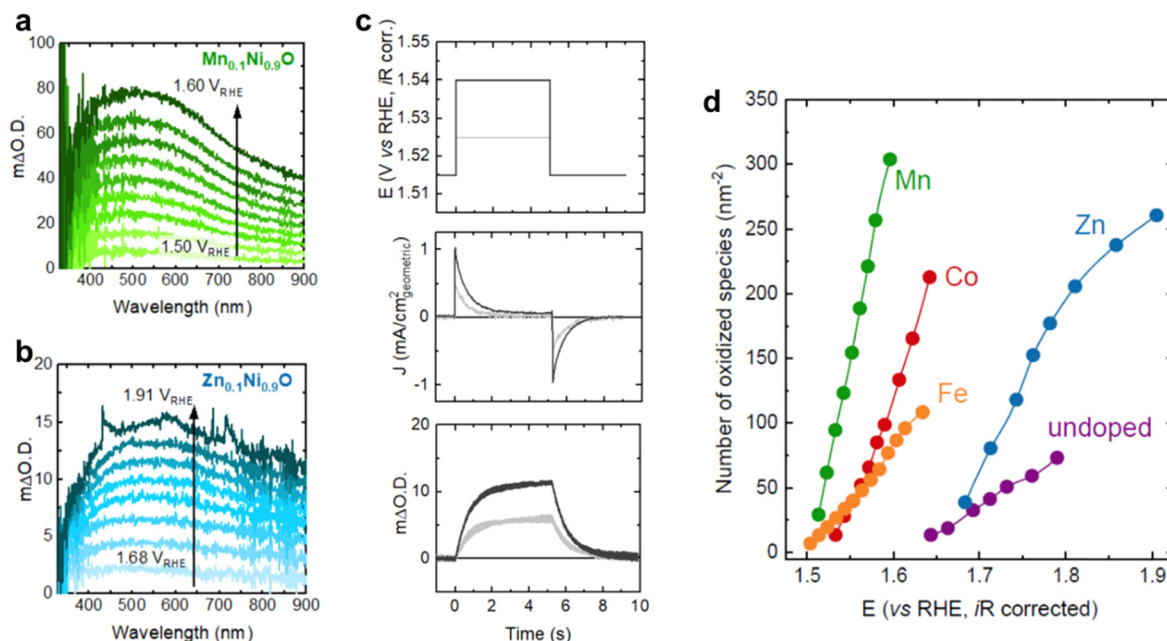 a
Mn0.1Ni0.9O
1.60 VRHE
1.50 VRHE
mΔO.D.
100
80
60
40
20
0
400 500 600 700 800 900
Wavelength (nm)
b
Zn0.1Ni0.9O
1.91 VRHE
1.68 VRHE
mΔO.D.
20
15
10
5
0
400 500 600 700 800 900
Wavelength (nm)
c
E (V vs RHE, iR corr.)
1.55
1.54
1.53
1.52
1.51
J (mA/cm2geometric)
1
0
-1
mΔO.D.
20
10
0
0 2 4 6 8 10
Time (s)
d
Number of oxidized species (nm-2)
350
300
250
200
150
100
50
0
Mn
Co
Fe
Zn
undoped
1.5 1.6 1.7 1.8 1.9
E (vs RHE, iR corrected)